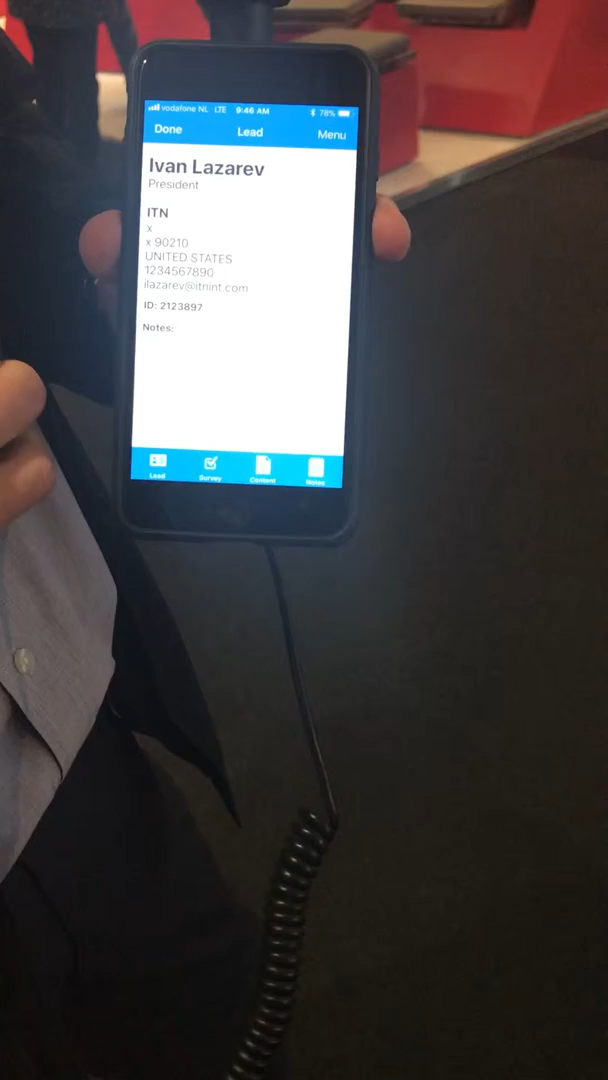 vodafone NL LTE 9:46 AM 78%
Done Lead Menu
Ivan Lazarev
President
ITN
x
x 90210
UNITED STATES
1234567890
ilazarev@itnint.com
ID: 2123897
Notes:
Lead Survey Content Notes